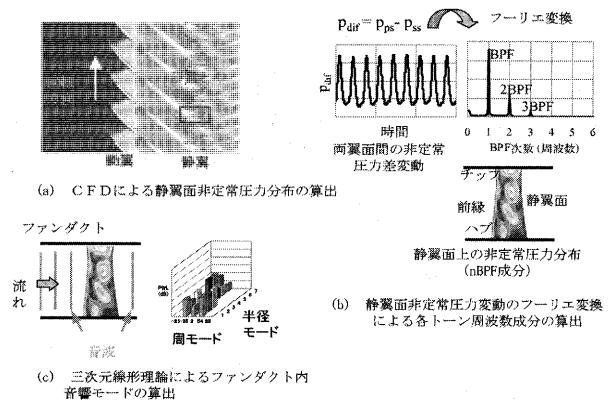 動翼 静翼
(a) CFDによる静翼面非定常圧力分布の算出
ファンダクト
流れ
音波
PWL (dB)
周モード
半径モード
(c) 三次元線形理論によるファンダクト内
音響モードの算出
Pdif = Pps- Pss
フーリエ変換
Pdif
時間
両翼面間の非定常
圧力差変動
BPF
2BPF
3BPF
0 1 2 3 4 5 6
BPF次数 (周波数)
チップ
前縁
ハブ
静翼面
静翼面上の非定常圧力分布
(nBPF成分)
(b) 静翼面非定常圧力変動のフーリエ変換
による各トーン周波数成分の算出